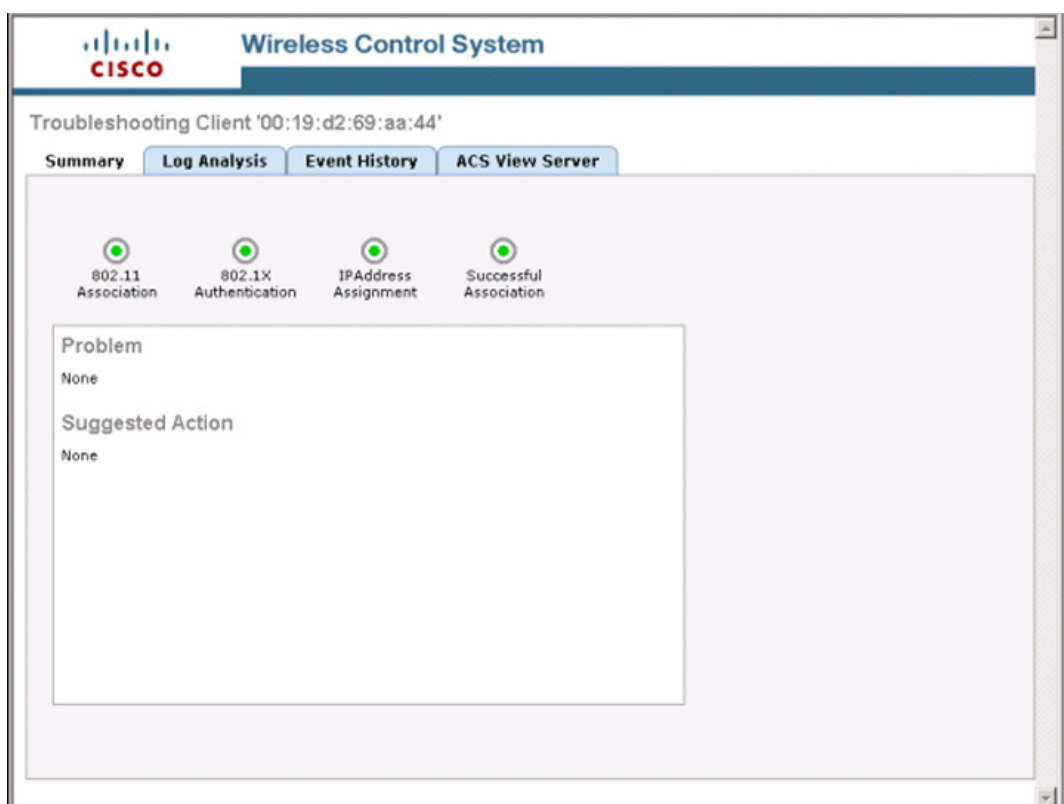 CISCO
Wireless Control System
Troubleshooting Client '00:19:d2:69:aa:44'
Summary Log Analysis Event History ACS View Server
802.11 Association
802.1X Authentication
IPAddress Assignment
Successful Association
Problem
None
Suggested Action
None